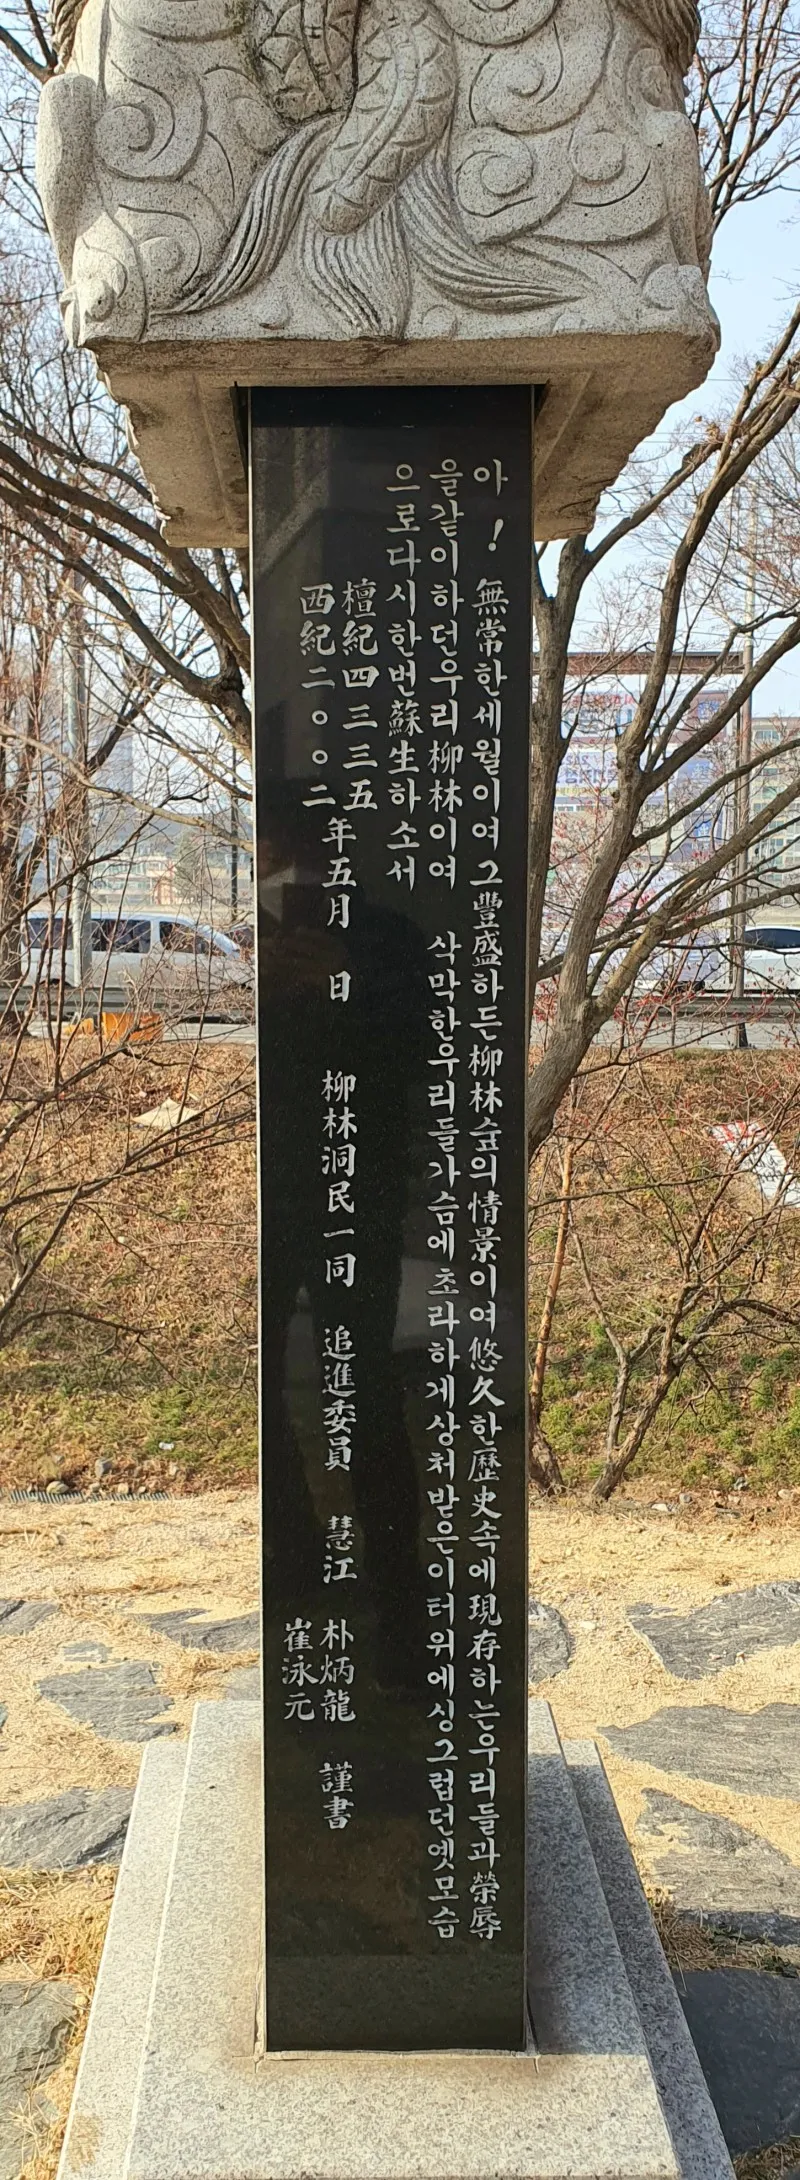 아! 無常한세월이여그豐盛하든柳林숲의情景이여悠久한歷史속에現存하는우리들과榮辱
을같이하던우리柳林이여 삭막한우리들가슴에초라하게상처받은이터위에싱그럽던옛모습
으로다시한번蘇生하소서
檀紀四三三五
西紀二〇〇二
年五月 日 柳林洞民一同 追進委員 慧江 朴炳龍 謹書
崔泳元